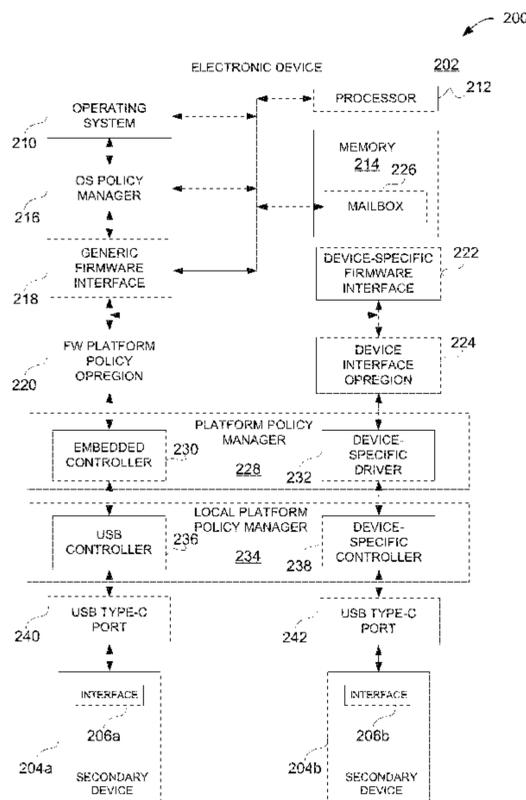 200
ELECTRONIC DEVICE
202
OPERATING
SYSTEM
210
PROCESSOR
212
OS POLICY
MANAGER
216
MEMORY
214
226
MAILBOX
GENERIC
FIRMWARE
INTERFACE
218
DEVICE-SPECIFIC
FIRMWARE
INTERFACE
222
FW PLATFORM
POLICY
OPREGION
220
DEVICE
INTERFACE
OPREGION
224
PLATFORM POLICY
MANAGER
228
EMBEDDED
CONTROLLER
230
DEVICE-
SPECIFIC
DRIVER
232
LOCAL PLATFORM
POLICY MANAGER
234
USB
CONTROLLER
236
DEVICE-
SPECIFIC
CONTROLLER
238
USB TYPE-C
PORT
240
USB TYPE-C
PORT
242
INTERFACE
206a
204a
SECONDARY
DEVICE
INTERFACE
206b
204b
SECONDARY
DEVICE